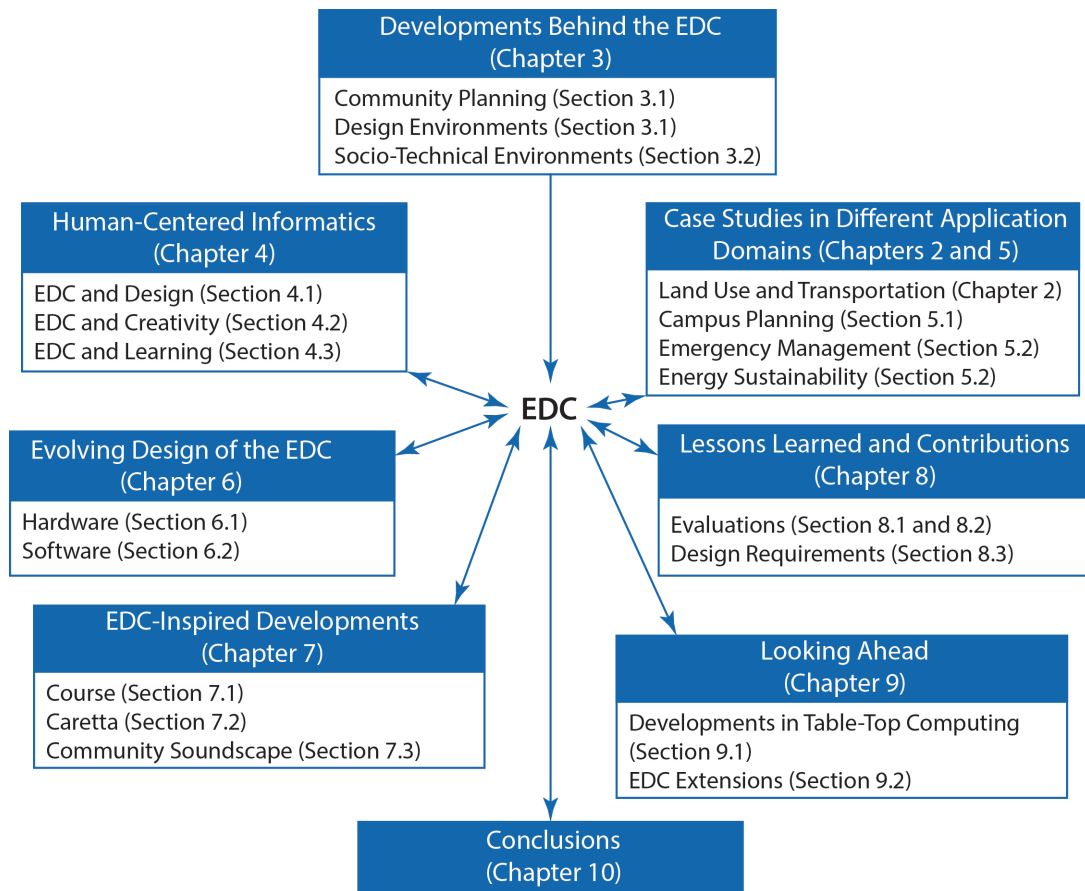 Developments Behind the EDC
(Chapter 3)
Community Planning (Section 3.1)
Design Environments (Section 3.1)
Socio-Technical Environments (Section 3.2)
Human-Centered Informatics
(Chapter 4)
EDC and Design (Section 4.1)
EDC and Creativity (Section 4.2)
EDC and Learning (Section 4.3)
Case Studies in Different Application
Domains (Chapters 2 and 5)
Land Use and Transportation (Chapter 2)
Campus Planning (Section 5.1)
Emergency Management (Section 5.2)
Energy Sustainability (Section 5.2)
EDC
Evolving Design of the EDC
(Chapter 6)
Hardware (Section 6.1)
Software (Section 6.2)
Lessons Learned and Contributions
(Chapter 8)
Evaluations (Section 8.1 and 8.2)
Design Requirements (Section 8.3)
EDC-Inspired Developments
(Chapter 7)
Course (Section 7.1)
Caretta (Section 7.2)
Community Soundscape (Section 7.3)
Looking Ahead
(Chapter 9)
Developments in Table-Top Computing
(Section 9.1)
EDC Extensions (Section 9.2)
Conclusions
(Chapter 10)